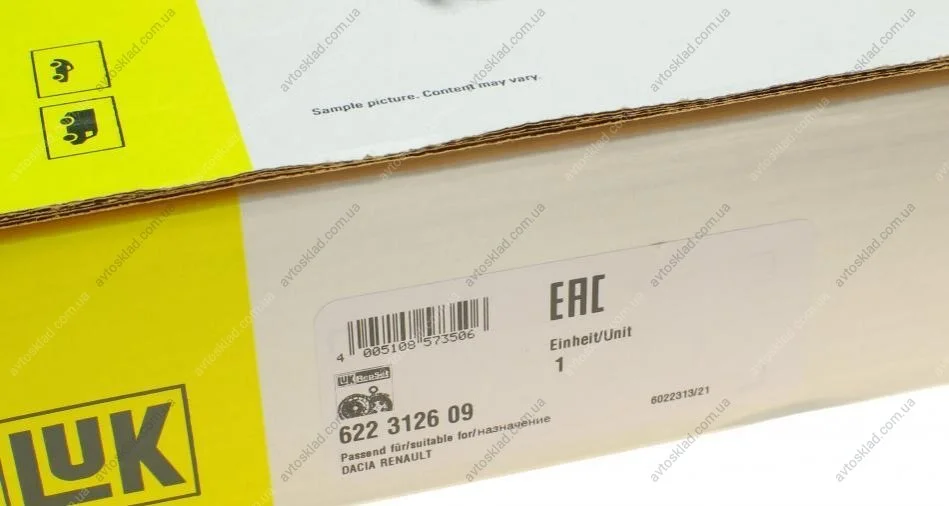 Sample picture. Content may vary.
EAC
Einheit/Unit
1
4 005108 573506
LUK RepSet
622 3126 09
6022313/21
Passend für/suitable for/назначение
DACIA RENAULT
LUK
avtosklad.com.ua